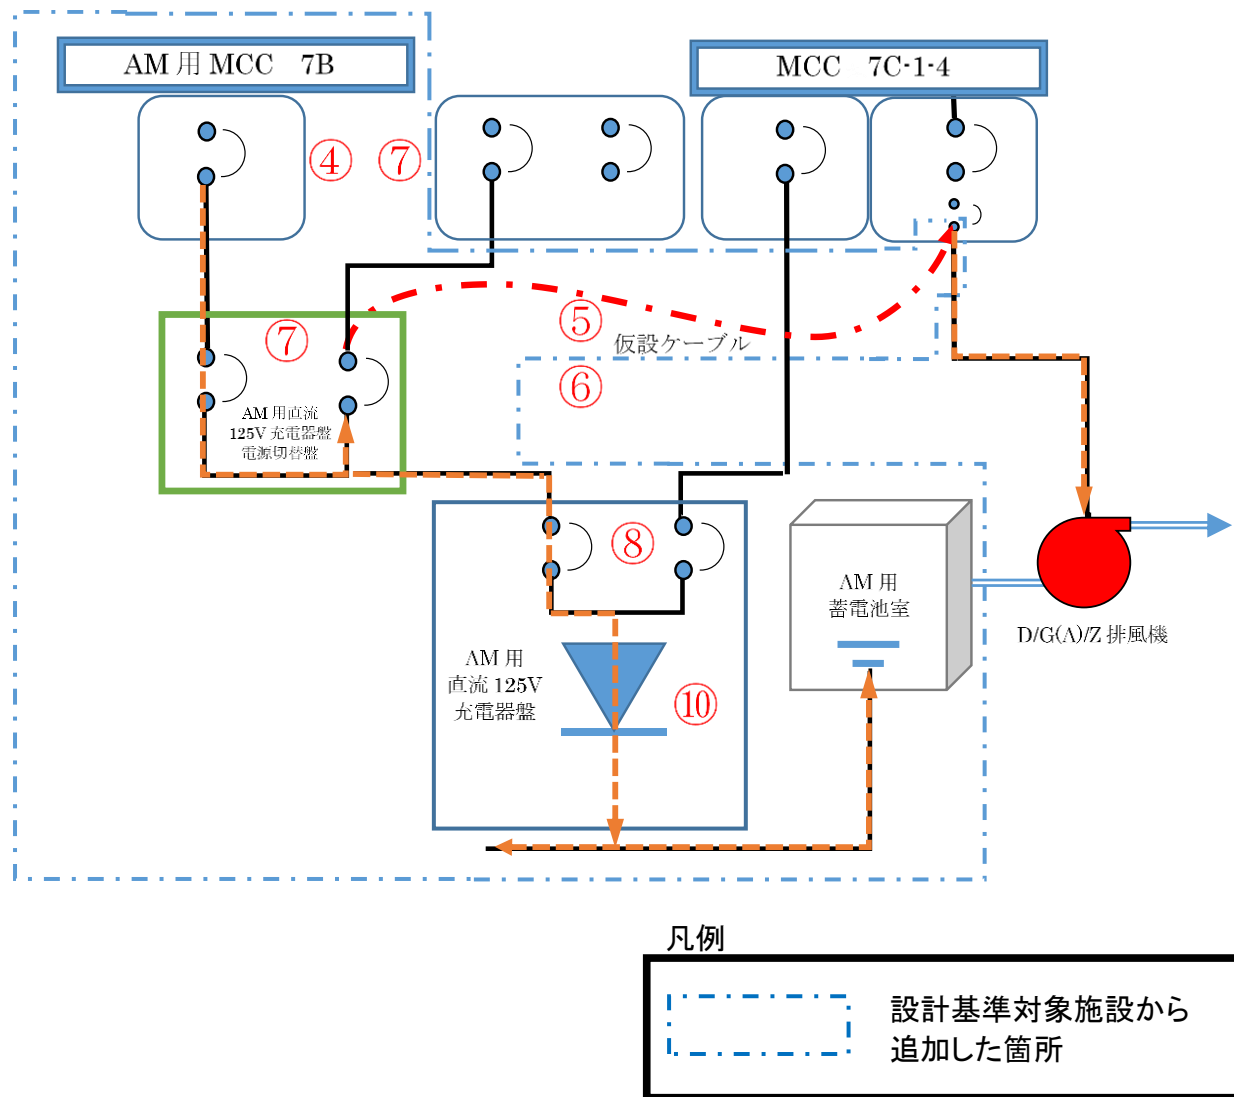 AM 用 MCC　7B
MCC　7C-1-4
④
⑦
⑤
仮設ケーブル
⑦
⑥
AM 用直流
125V 充電器盤
電源切替盤
⑧
AM 用
蓄電池室
D/G(A)/Z 排風機
AM 用
直流 125V
充電器盤
⑩
凡例
設計基準対象施設から
追加した箇所